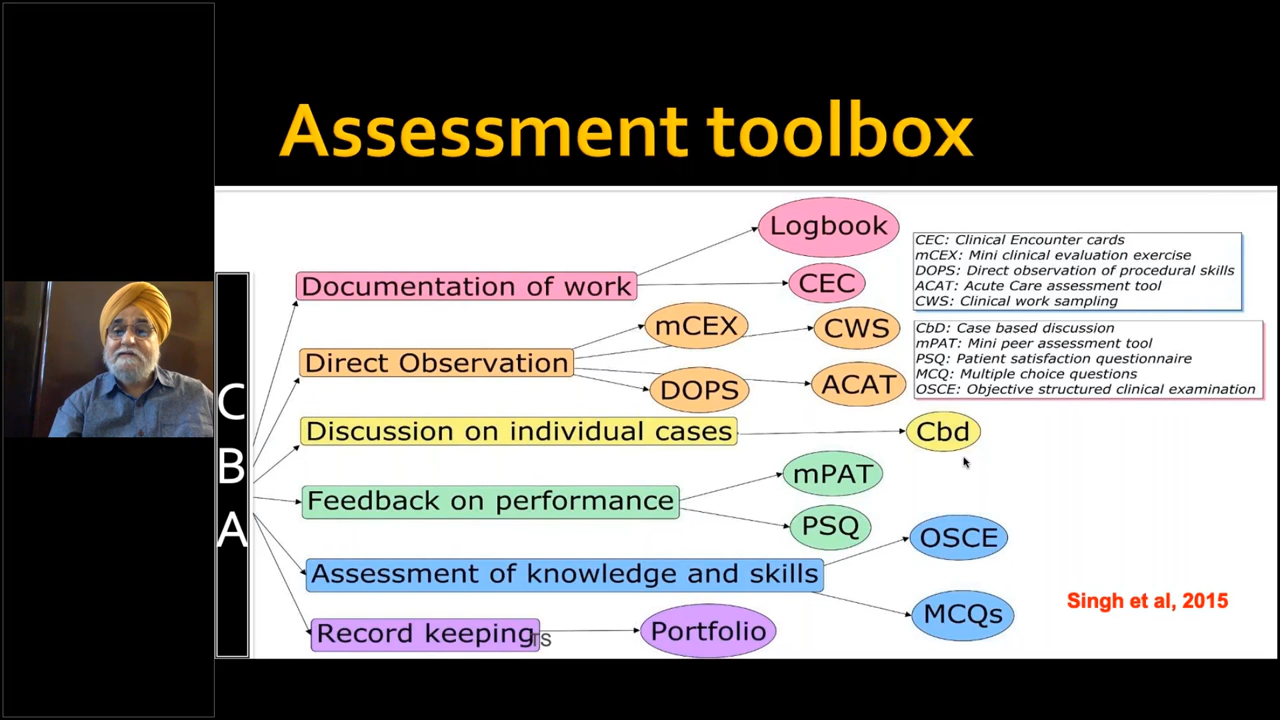 Assessment toolbox
C
B
A
Documentation of work
Logbook
CEC
Direct Observation
mCEX
CWS
DOPS
ACAT
Discussion on individual cases
Cbd
Feedback on performance
mPAT
PSQ
Assessment of knowledge and skills
OSCE
MCQs
Record keeping
TS
Portfolio
CEC: Clinical Encounter cards
mCEX: Mini clinical evaluation exercise
DOPS: Direct observation of procedural skills
ACAT: Acute Care assessment tool
CWS: Clinical work sampling
CbD: Case based discussion
mPAT: Mini peer assessment tool
PSQ: Patient satisfaction questionnaire
MCQ: Multiple choice questions
OSCE: Objective structured clinical examination
Singh et al, 2015